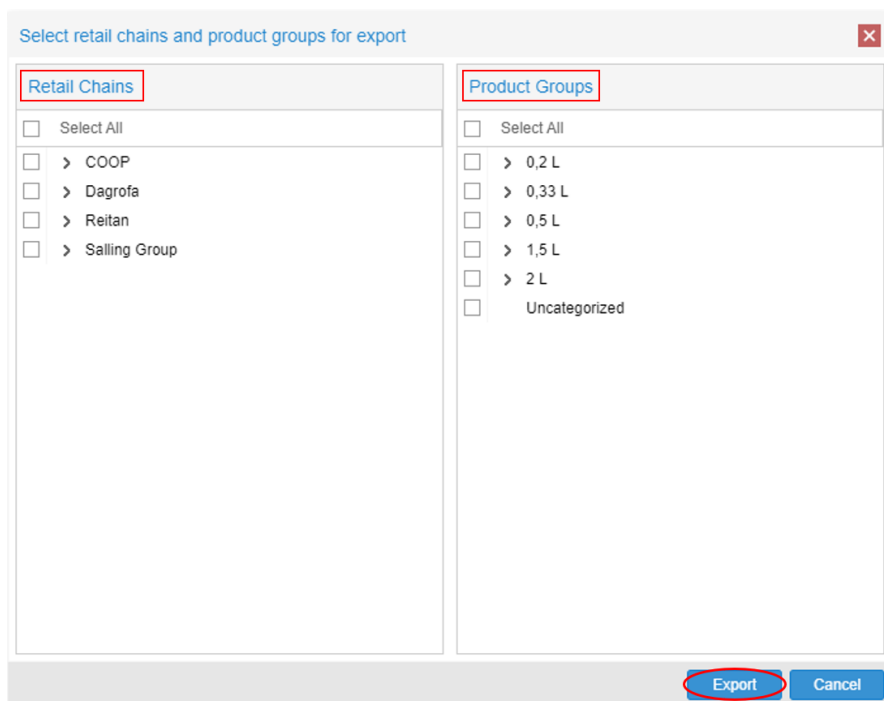 Select retail chains and product groups for export
Retail Chains
Select All
COOP
Dagrofa
Reitan
Salling Group
Product Groups
Select All
0,2 L
0,33 L
0,5 L
1,5 L
2 L
Uncategorized
Export
Cancel